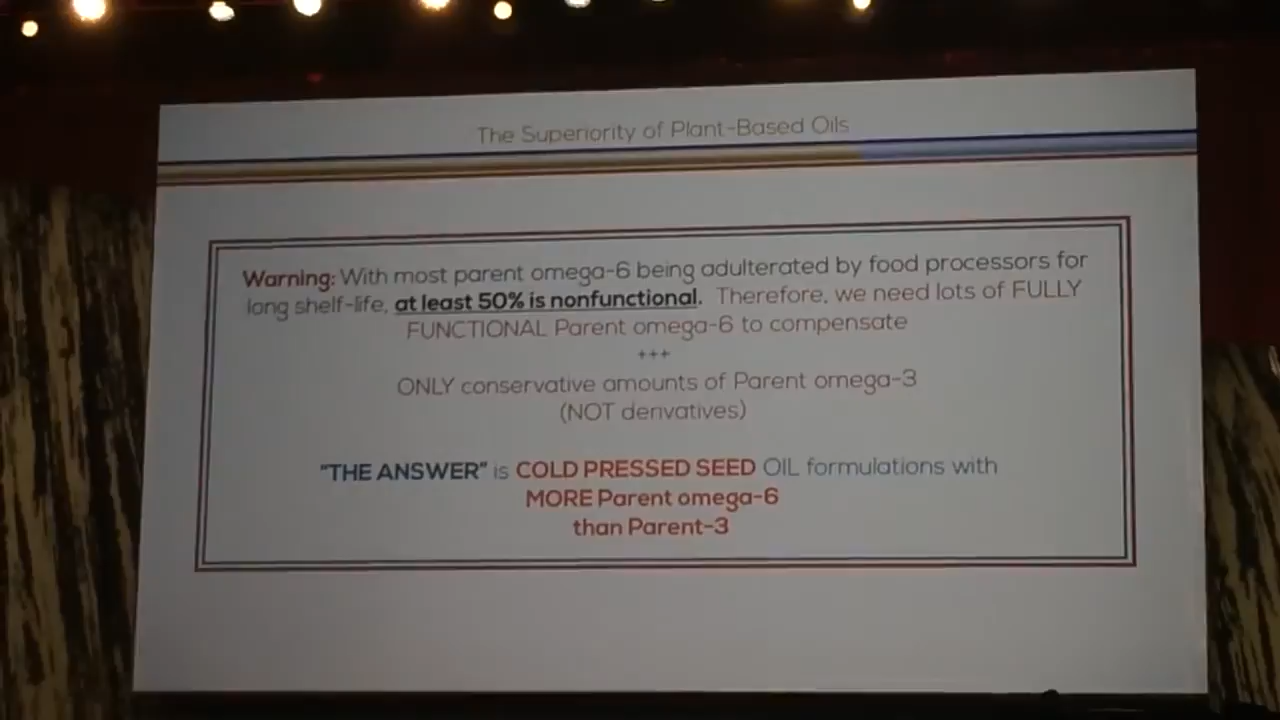 The Superiority of Plant-Based Oils
Warning: With most parent omega-6 being adulterated by food processors for
long shelf-life, at least 50% is nonfunctional. Therefore, we need lots of FULLY
FUNCTIONAL Parent omega-6 to compensate
+++
ONLY conservative amounts of Parent omega-3
(NOT derivatives)
"THE ANSWER" is COLD PRESSED SEED OIL formulations with
MORE Parent omega-6
than Parent-3